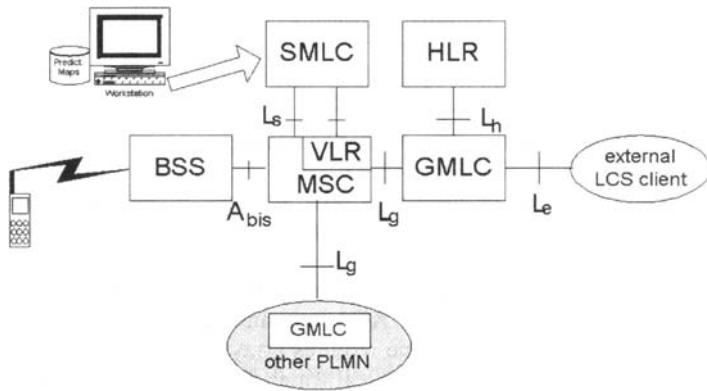 Predict
Maps
Workstation
SMLC
HLR
Ls
Lh
BSS
VLR
MSC
GMLC
external
LCS client
Abis
Lg
Le
Lg
GMLC
other PLMN